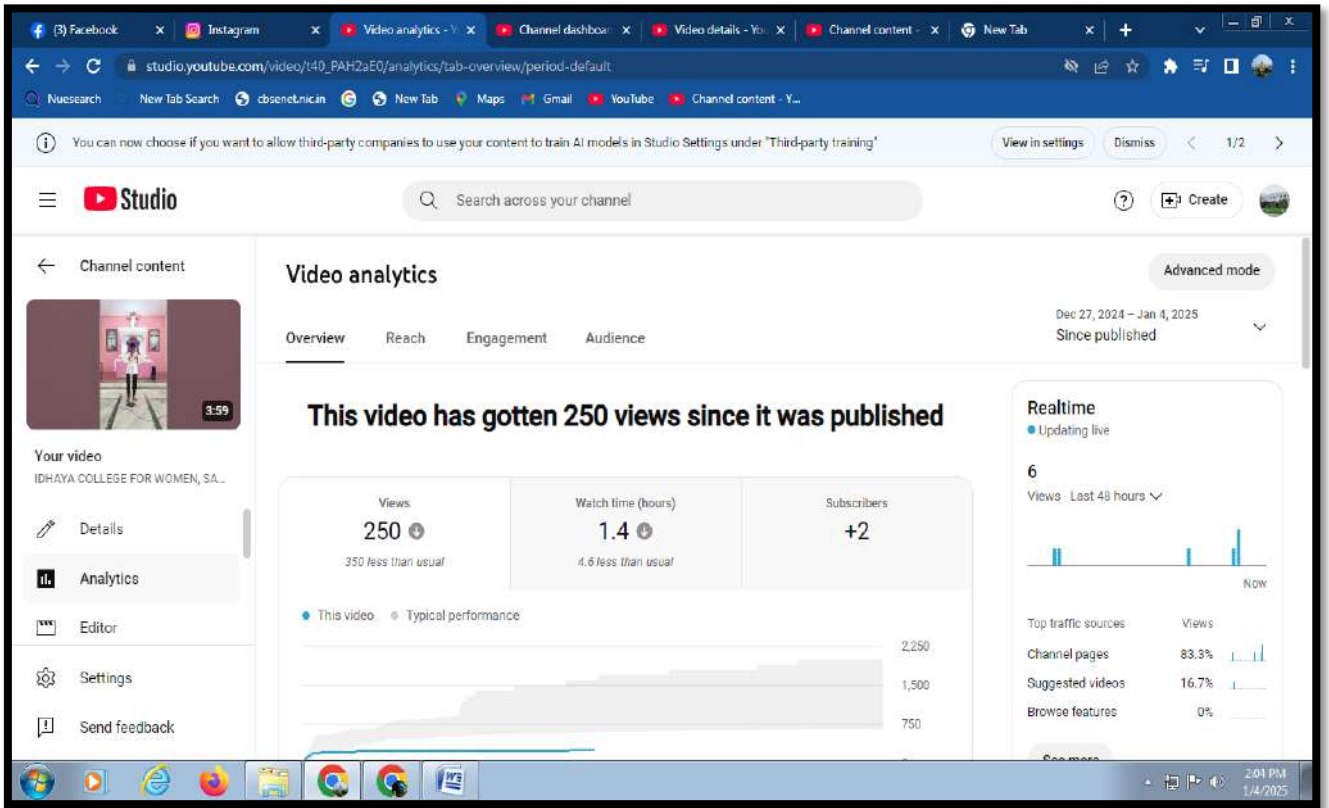 (3) Facebook
Instagram
Video analytics - Y
Channel dashboar
Video details - You
Channel content -
New Tab
studio.youtube.com/video/t40_PAH2aE0/analytics/tab-overview/period-default
Nuesearch
New Tab Search
cbsenet.nic.in
New Tab
Maps
Gmail
YouTube
Channel content - Y...
You can now choose if you want to allow third-party companies to use your content to train AI models in Studio Settings under "Third-party training"
View in settings
Dismiss
1/2
Studio
Search across your channel
Create
Channel content
3:59
Your video
IDHAYA COLLEGE FOR WOMEN, SA...
Details
Analytics
Editor
Settings
Send feedback
Video analytics
Advanced mode
Overview
Reach
Engagement
Audience
Dec 27, 2024 – Jan 4, 2025
Since published
This video has gotten 250 views since it was published
Views
250
350 less than usual
Watch time (hours)
1.4
4.6 less than usual
Subscribers
+2
This video
Typical performance
2,250
1,500
750
Realtime
Updating live
6
Views · Last 48 hours
Now
Top traffic sources
Views
Channel pages
83.3%
Suggested videos
16.7%
Browse features
0%
See more
2:04 PM
1/4/2025